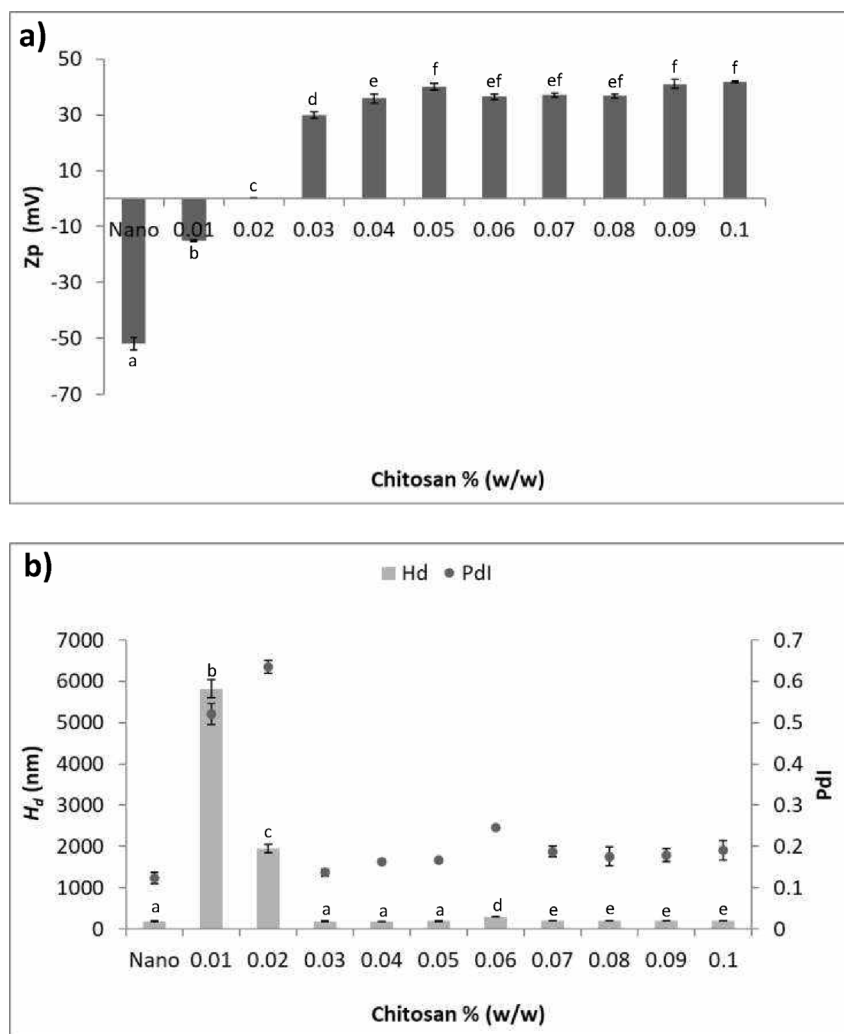 a)
50
30
10
-10
-30
-50
-70
Zp (mV)
a
b
c
d
e
f
ef
ef
ef
f
f
Nano 0.01 0.02 0.03 0.04 0.05 0.06 0.07 0.08 0.09 0.1
Chitosan % (w/w)
b)
Hd PdI
7000
6000
5000
4000
3000
2000
1000
0
Hd (nm)
a
b
c
a
a
a
d
e
e
e
e
0.7
0.6
0.5
0.4
0.3
0.2
0.1
0
PdI
Nano 0.01 0.02 0.03 0.04 0.05 0.06 0.07 0.08 0.09 0.1
Chitosan % (w/w)